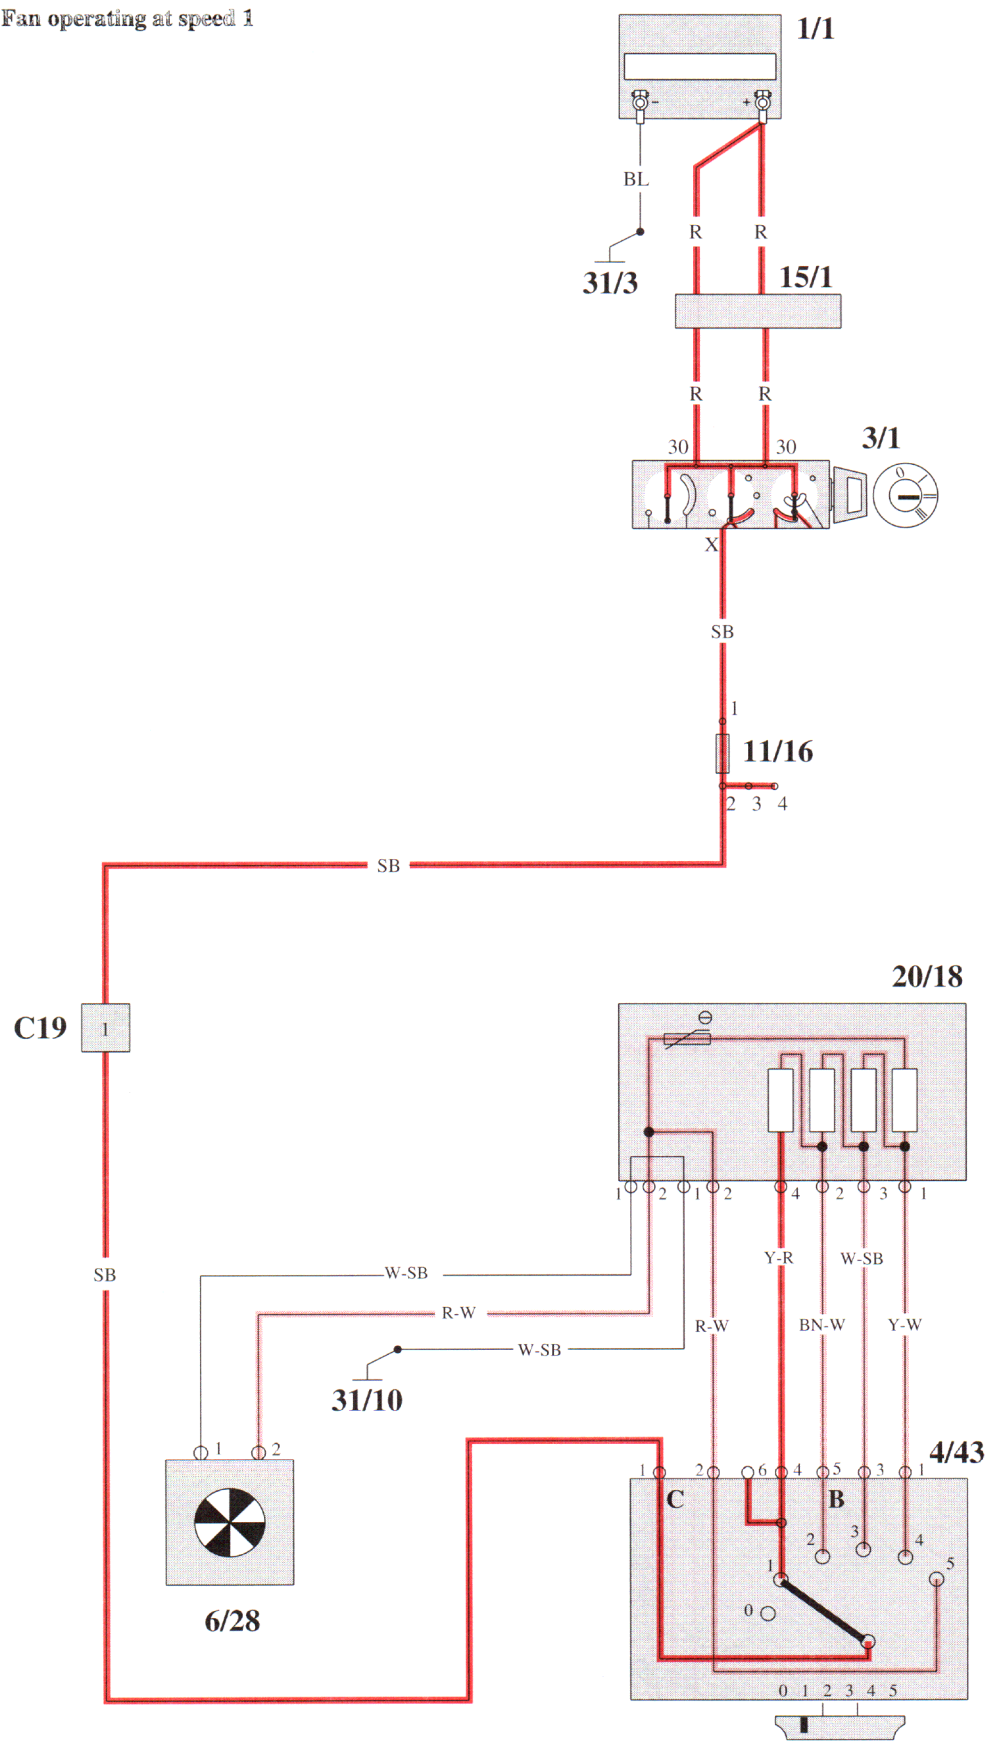 Fan operating at speed 1
1/1
- +
BL
R R
31/3
15/1
R R
3/1
30 30
0 I II III
X
SB
1
11/16
2 3 4
SB
20/18
C19 1
1 2 1 2 4 2 3 1
Y-R W-SB
SB
W-SB
R-W
R-W BN-W Y-W
W-SB
31/10
1 2
4/43
1 2 6 4 5 3 1
C B
2 3 4
1 5
0
6/28
0 1 2 3 4 5